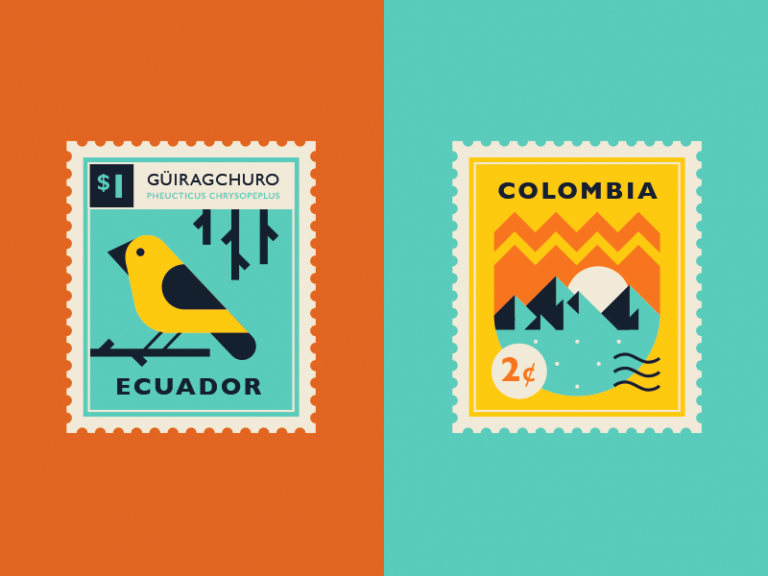 $1
GÜIRAGCHURO
PHEUCTICUS CHRYSOPEPLUS
ECUADOR
COLOMBIA
2¢